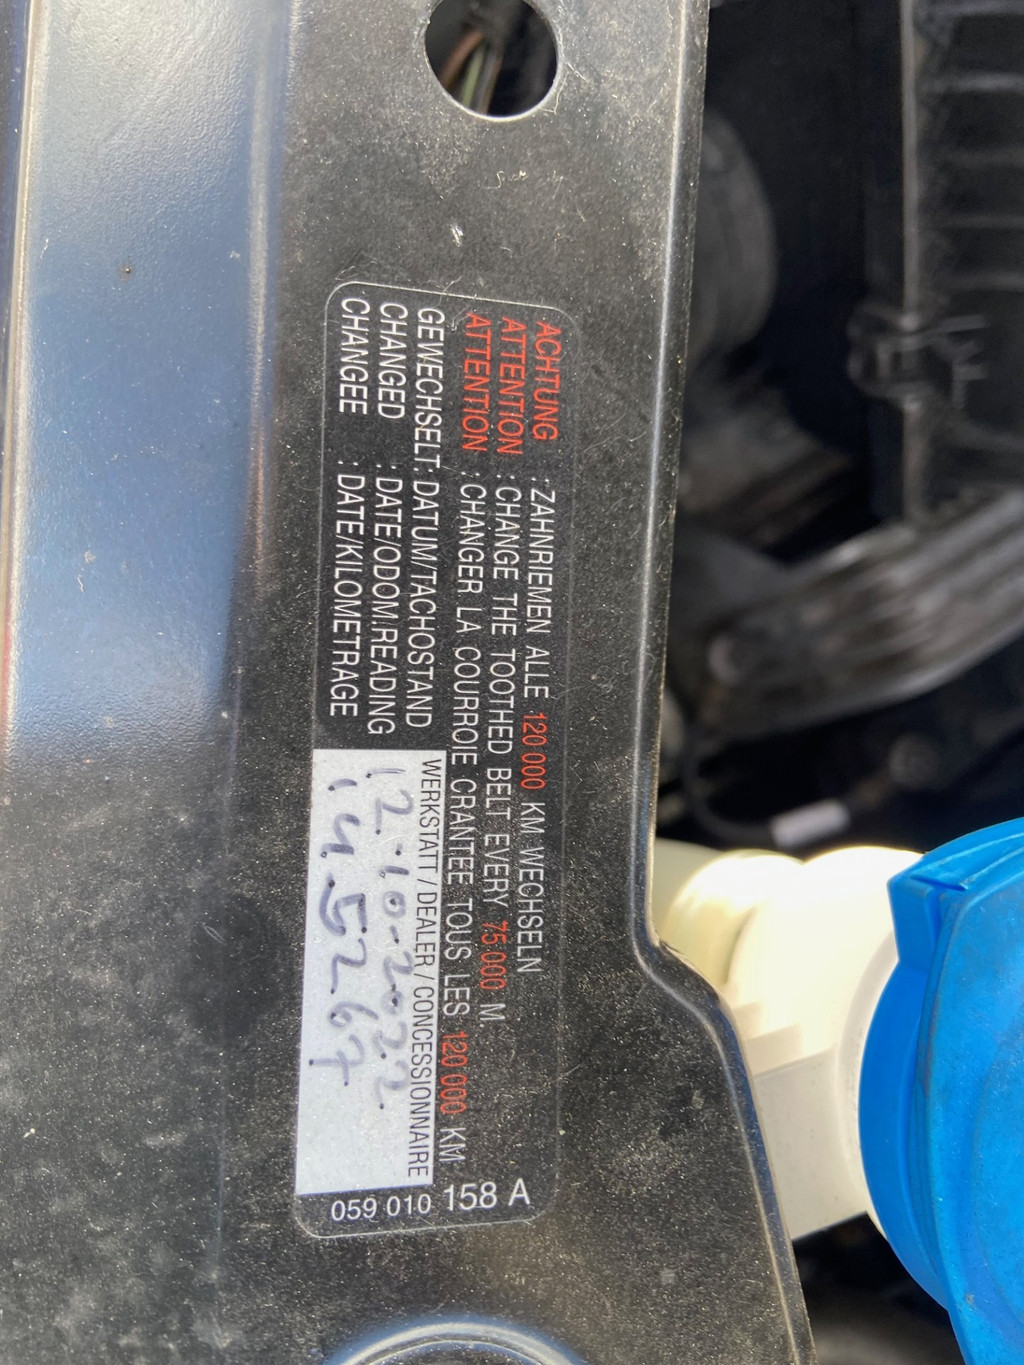 ACHTUNG : ZAHNRIEMEN ALLE 120 000 KM WECHSELN
ATTENTION : CHANGE THE TOOTHED BELT EVERY 75 000 M.
ATTENTION : CHANGER LA COURROIE CRANTEE TOUS LES 120 000 KM
GEWECHSELT: DATUM/TACHOSTAND
CHANGED : DATE/ODOM.READING
CHANGEE : DATE/KILOMETRAGE
WERKSTATT / DEALER / CONCESSIONNAIRE
12-10-2022
145267
059 010 158 A